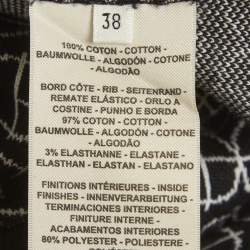 38
100% COTON - COTTON -
BAUMWOLLE - ALGODÓN - COTONE
- ALGODÃO
BORD CÔTE - RIB - SEITENRAND -
REMATE ELÁSTICO - ORLO A
COSTINE - PUNHO E BORDA
97% COTON - COTTON -
BAUMWOLLE - ALGODÓN - COTONE
- ALGODÃO
3% ELASTHANNE - ELASTANE -
ELASTHAN - ELASTAN - ELASTANO
FINITIONS INTÉRIEURES - INSIDE
FINISHES - INNENVERARBEITUNG -
TERMINACIONES INTERIORES -
FINITURE INTERNE -
ACABAMENTOS INTERIORES
80% POLYESTER - POLYESTER -